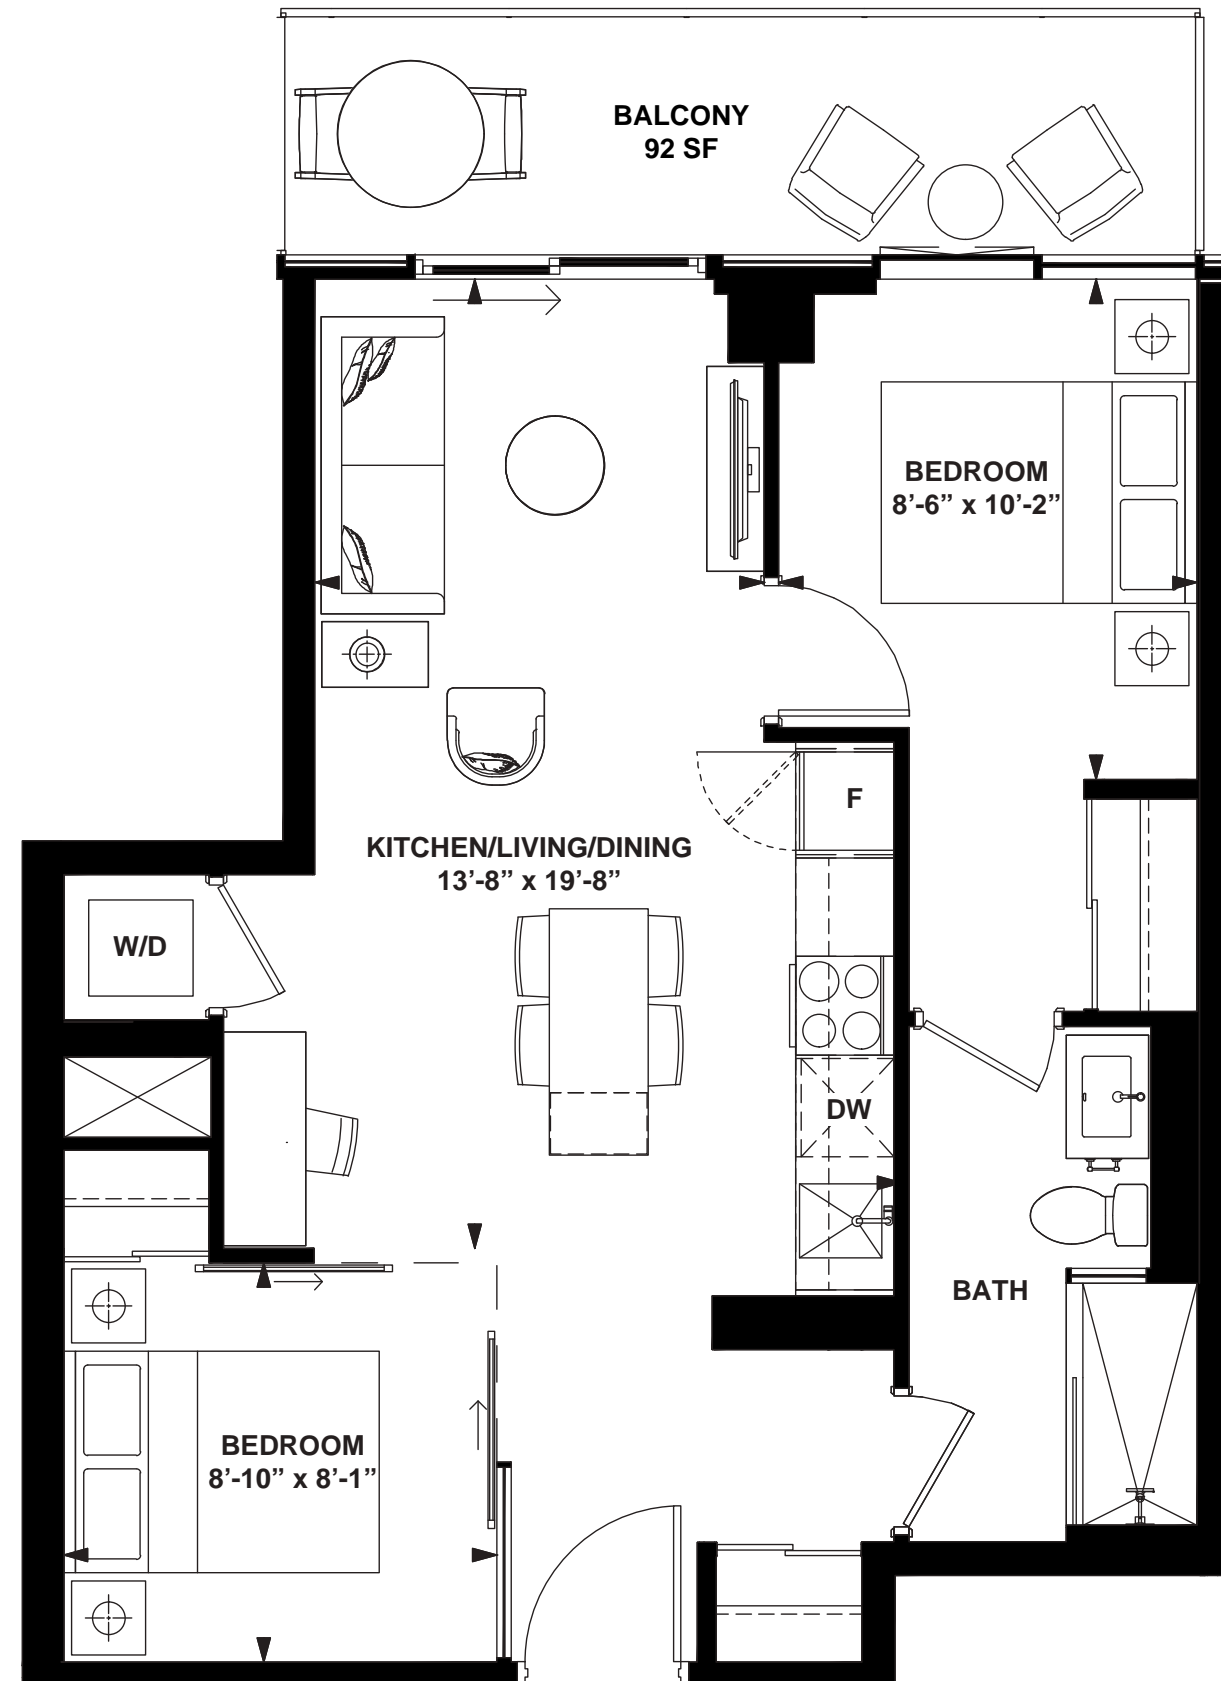 BALCONY
92 SF
BEDROOM
8’-6” x 10’-2”
F
KITCHEN/LIVING/DINING
13’-8” x 19’-8”
W/D
DW
BATH
BEDROOM
8’-10” x 8’-1”